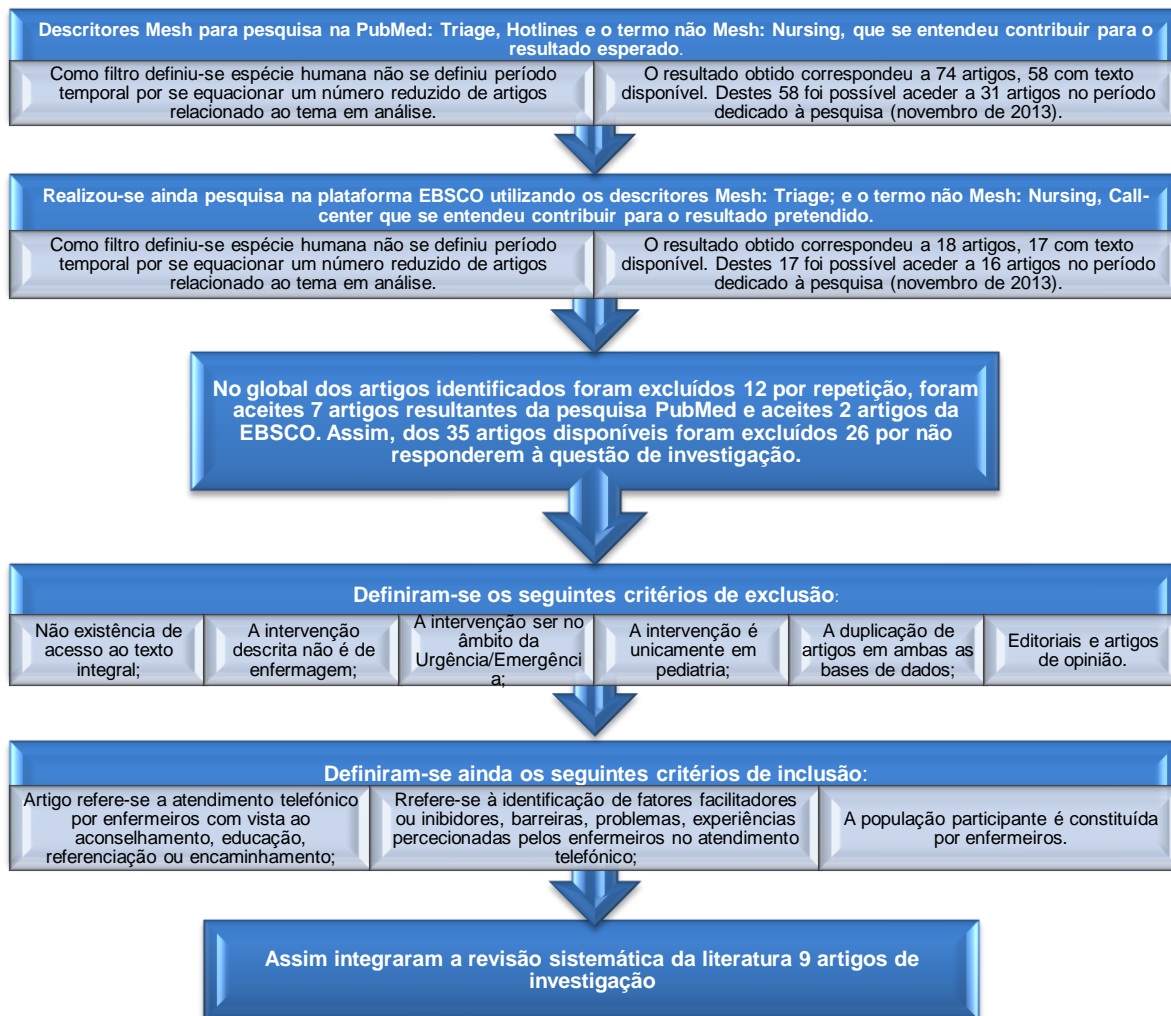 Descritores Mesh para pesquisa na PubMed: Triage, Hotlines e o termo não Mesh: Nursing, que se entendeu contribuir para o
resultado esperado.
Como filtro definiu-se espécie humana não se definiu período
temporal por se equacionar um número reduzido de artigos
relacionado ao tema em análise.
O resultado obtido correspondeu a 74 artigos, 58 com texto
disponível. Destes 58 foi possível aceder a 31 artigos no período
dedicado à pesquisa (novembro de 2013).
Realizou-se ainda pesquisa na plataforma EBSCO utilizando os descritores Mesh: Triage; e o termo não Mesh: Nursing, Call-
center que se entendeu contribuir para o resultado pretendido.
Como filtro definiu-se espécie humana não se definiu período
temporal por se equacionar um número reduzido de artigos
relacionado ao tema em análise.
O resultado obtido correspondeu a 18 artigos, 17 com texto
disponível. Destes 17 foi possível aceder a 16 artigos no período
dedicado à pesquisa (novembro de 2013).
No global dos artigos identificados foram excluídos 12 por repetição, foram
aceites 7 artigos resultantes da pesquisa PubMed e aceites 2 artigos da
EBSCO. Assim, dos 35 artigos disponíveis foram excluídos 26 por não
responderem à questão de investigação.
Definiram-se os seguintes critérios de exclusão:
Não existência de
acesso ao texto
integral;
A intervenção
descrita não é de
enfermagem;
A intervenção ser no
âmbito da
Urgência/Emergênci
a;
A intervenção é
unicamente em
pediatria;
A duplicação de
artigos em ambas as
bases de dados;
Editoriais e artigos
de opinião.
Definiram-se ainda os seguintes critérios de inclusão:
Artigo refere-se a atendimento telefónico
por enfermeiros com vista ao
aconselhamento, educação,
referenciação ou encaminhamento;
Rrefere-se à identificação de fatores facilitadores
ou inibidores, barreiras, problemas, experiências
percecionadas pelos enfermeiros no atendimento
telefónico;
A população participante é constituída
por enfermeiros.
Assim integraram a revisão sistemática da literatura 9 artigos de
investigação